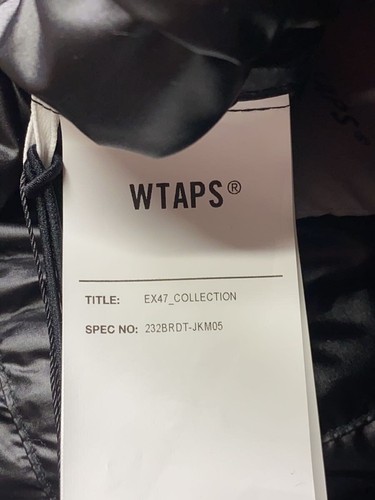 WTAPS®
TITLE: EX47_COLLECTION
SPEC NO: 232BRDT-JKM05